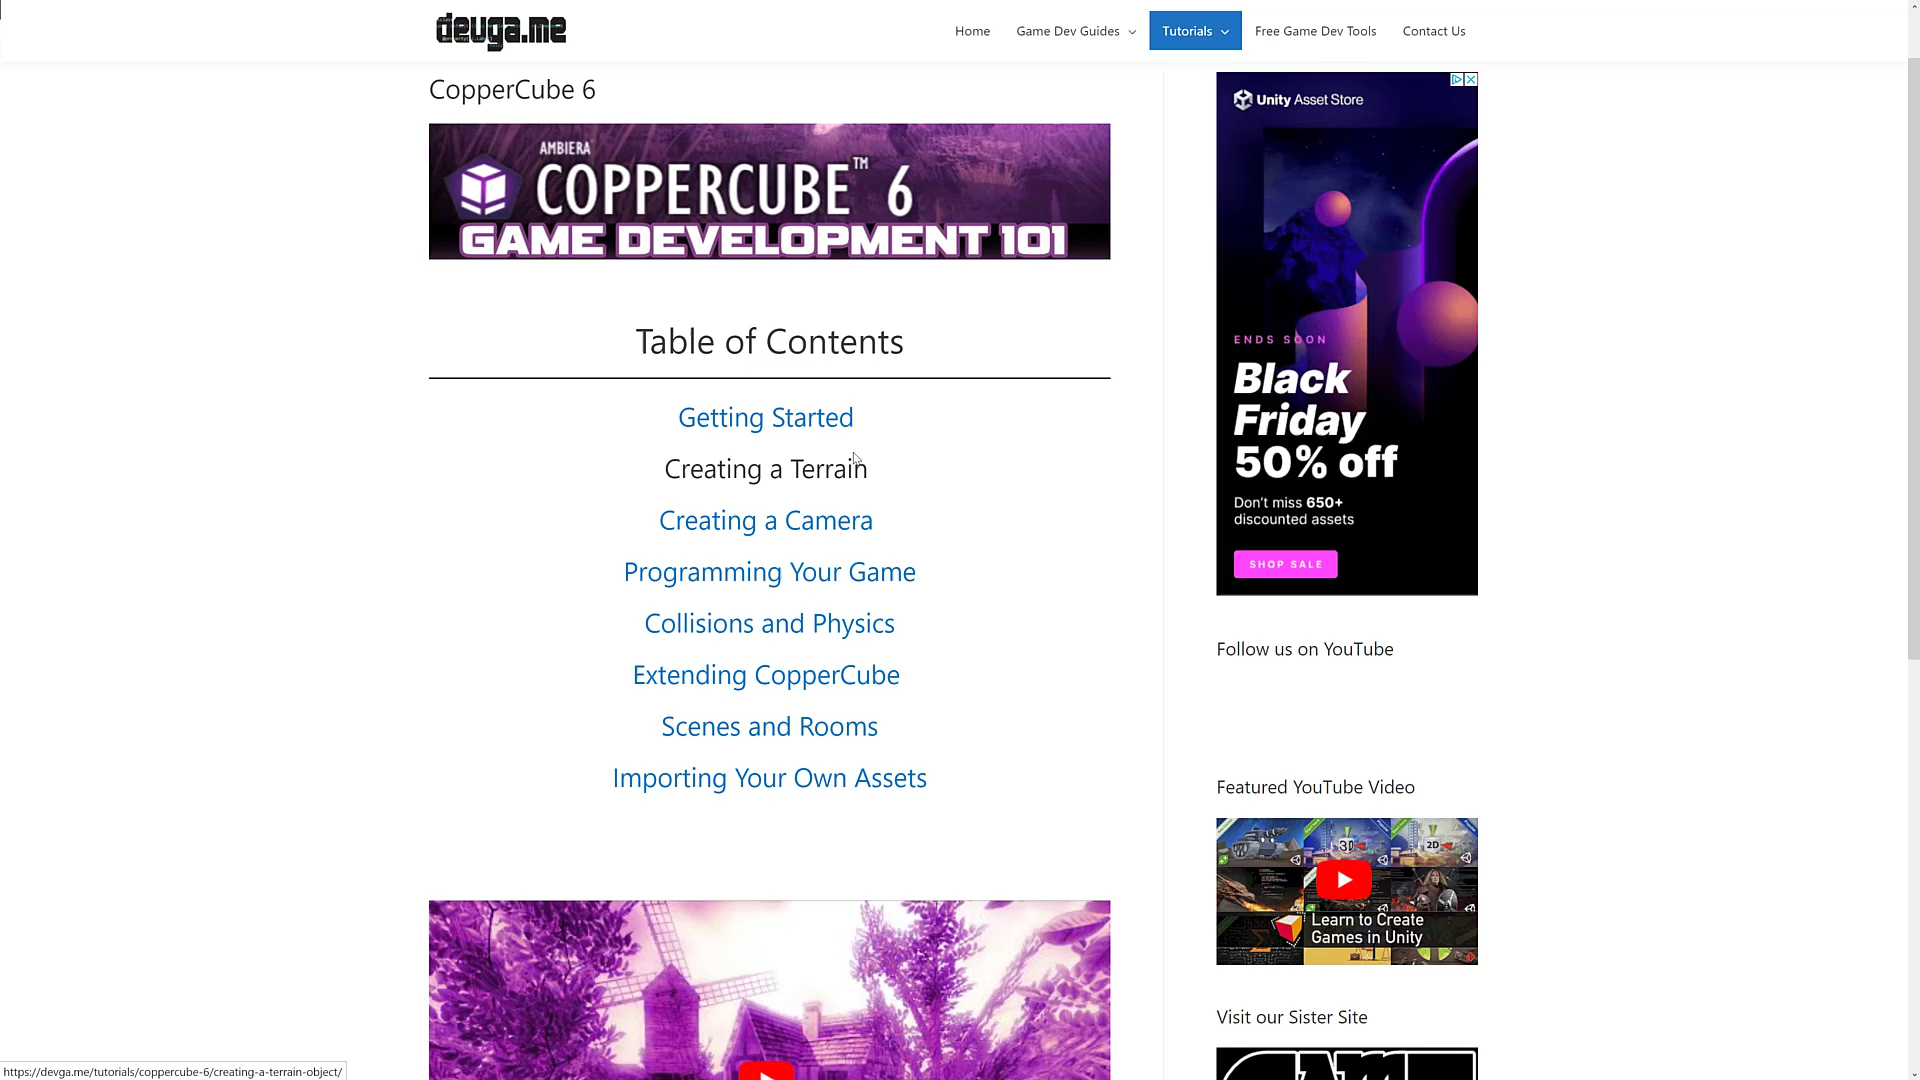 devga.me
Home
Game Dev Guides
Tutorials
Free Game Dev Tools
Contact Us
CopperCube 6
AMBIERA
COPPERCUBE™ 6
GAME DEVELOPMENT 101
Table of Contents
Getting Started
Creating a Terrain
Creating a Camera
Programming Your Game
Collisions and Physics
Extending CopperCube
Scenes and Rooms
Importing Your Own Assets
Unity Asset Store
ENDS SOON
Black
Friday
50% off
Don't miss 650+
discounted assets
SHOP SALE
Follow us on YouTube
Featured YouTube Video
3D
2D
Learn to Create
Games in Unity
Visit our Sister Site
https://devga.me/tutorials/coppercube-6/creating-a-terrain-object/